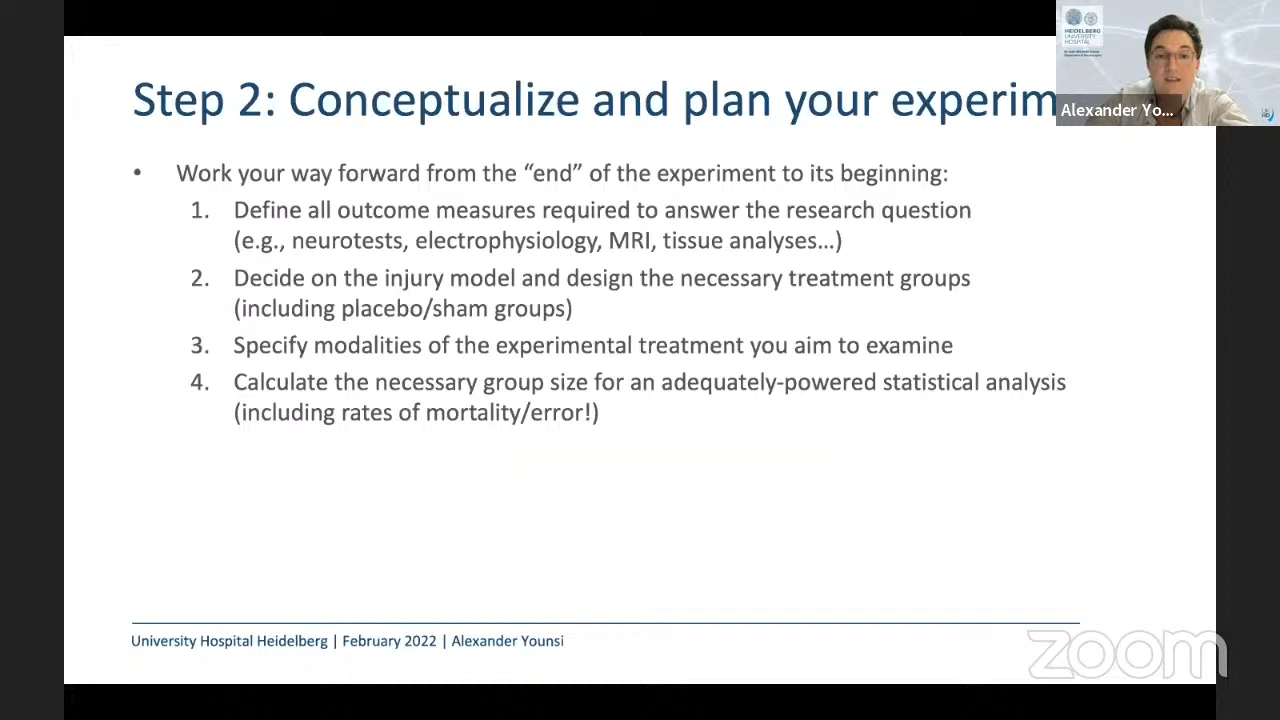 Step 2: Conceptualize and plan your experim
HEIDELBERG
UNIVERSITY
HOSPITAL
Alexander Yo...
• Work your way forward from the “end” of the experiment to its beginning:
1. Define all outcome measures required to answer the research question
(e.g., neurotests, electrophysiology, MRI, tissue analyses…)
2. Decide on the injury model and design the necessary treatment groups
(including placebo/sham groups)
3. Specify modalities of the experimental treatment you aim to examine
4. Calculate the necessary group size for an adequately-powered statistical analysis
(including rates of mortality/error!)
University Hospital Heidelberg | February 2022 | Alexander Younsi
zoom